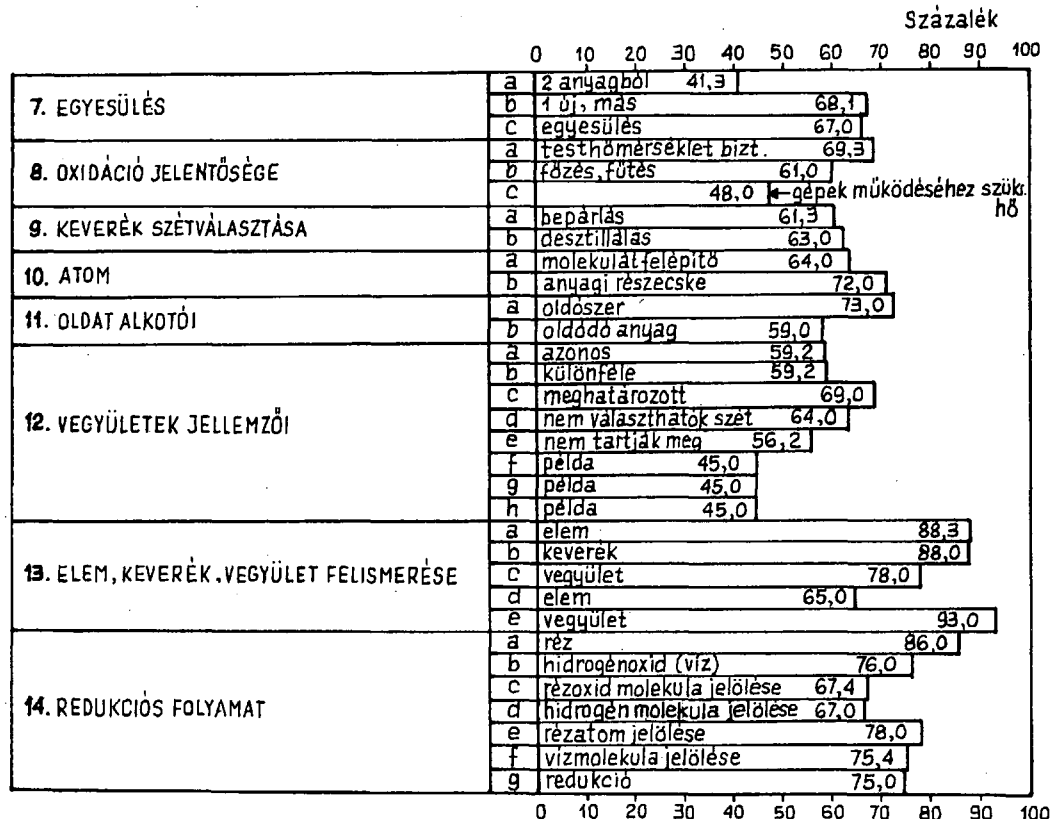 Százalék
0 10 20 30 40 50 60 70 80 90 100
7. EGYESÜLÉS
a 2 anyagból 41,3
b 1 új, más 68,1
c egyesülés 67,0
8. OXIDÁCIÓ JELENTŐSÉGE
a testhőmérséklet bizt. 69,3
b főzés, fűtés 61,0
c 48,0 gépek működéséhez szüks.
hő
9. KEVERÉK SZÉTVÁLASZTÁSA
a bepárlás 61,3
b desztillálás 63,0
10. ATOM
a molekulát felépítő 64,0
b anyagi részecske 72,0
11. OLDAT ALKOTÓI
a oldószer 73,0
b oldódó anyag 59,0
12. VEGYÜLETEK JELLEMZŐI
a azonos 59,2
b különféle 59,2
c meghatározott 69,0
d nem választhatók szét 64,0
e nem tartják meg 56,2
f példa 45,0
g példa 45,0
h példa 45,0
13. ELEM, KEVERÉK, VEGYÜLET FELISMERÉSE
a elem 88,3
b keverék 88,0
c vegyület 78,0
d elem 65,0
e vegyület 93,0
14. REDUKCIÓS FOLYAMAT
a réz 86,0
b hidrogénoxid (víz) 76,0
c rézoxid molekula jelölése 67,4
d hidrogén molekula jelölése 67,0
e rézatom jelölése 78,0
f vízmolekula jelölése 75,4
g redukció 75,0
0 10 20 30 40 50 60 70 80 90 100